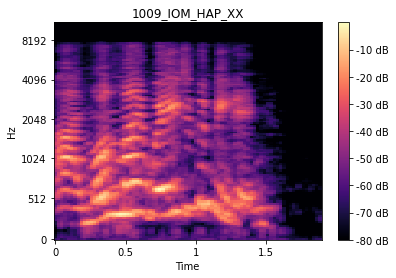 1009_IOM_HAP_XX
8192
4096
2048
1024
512
0
Hz
0
0.5
1
1.5
Time
-10 dB
-20 dB
-30 dB
-40 dB
-50 dB
-60 dB
-70 dB
-80 dB